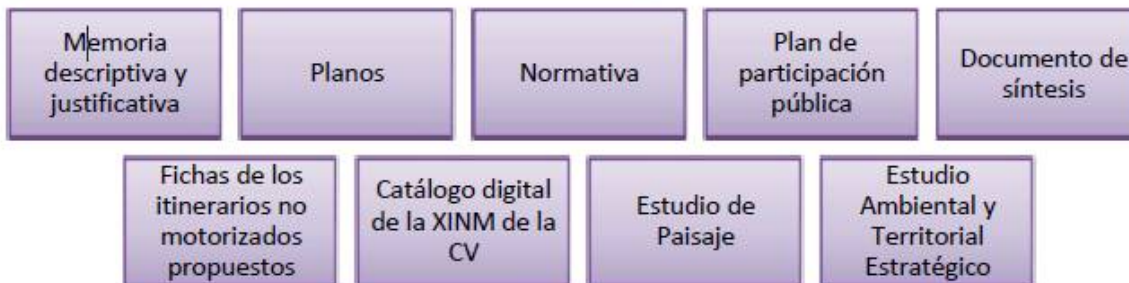 Memoria
descriptiva y
justificativa
Planos
Normativa
Plan de
participación
pública
Documento de
síntesis
Fichas de los
itinerarios no
motorizados
propuestos
Catálogo digital
de la XINM de la
CV
Estudio de
Paisaje
Estudio
Ambiental y
Territorial
Estratégico